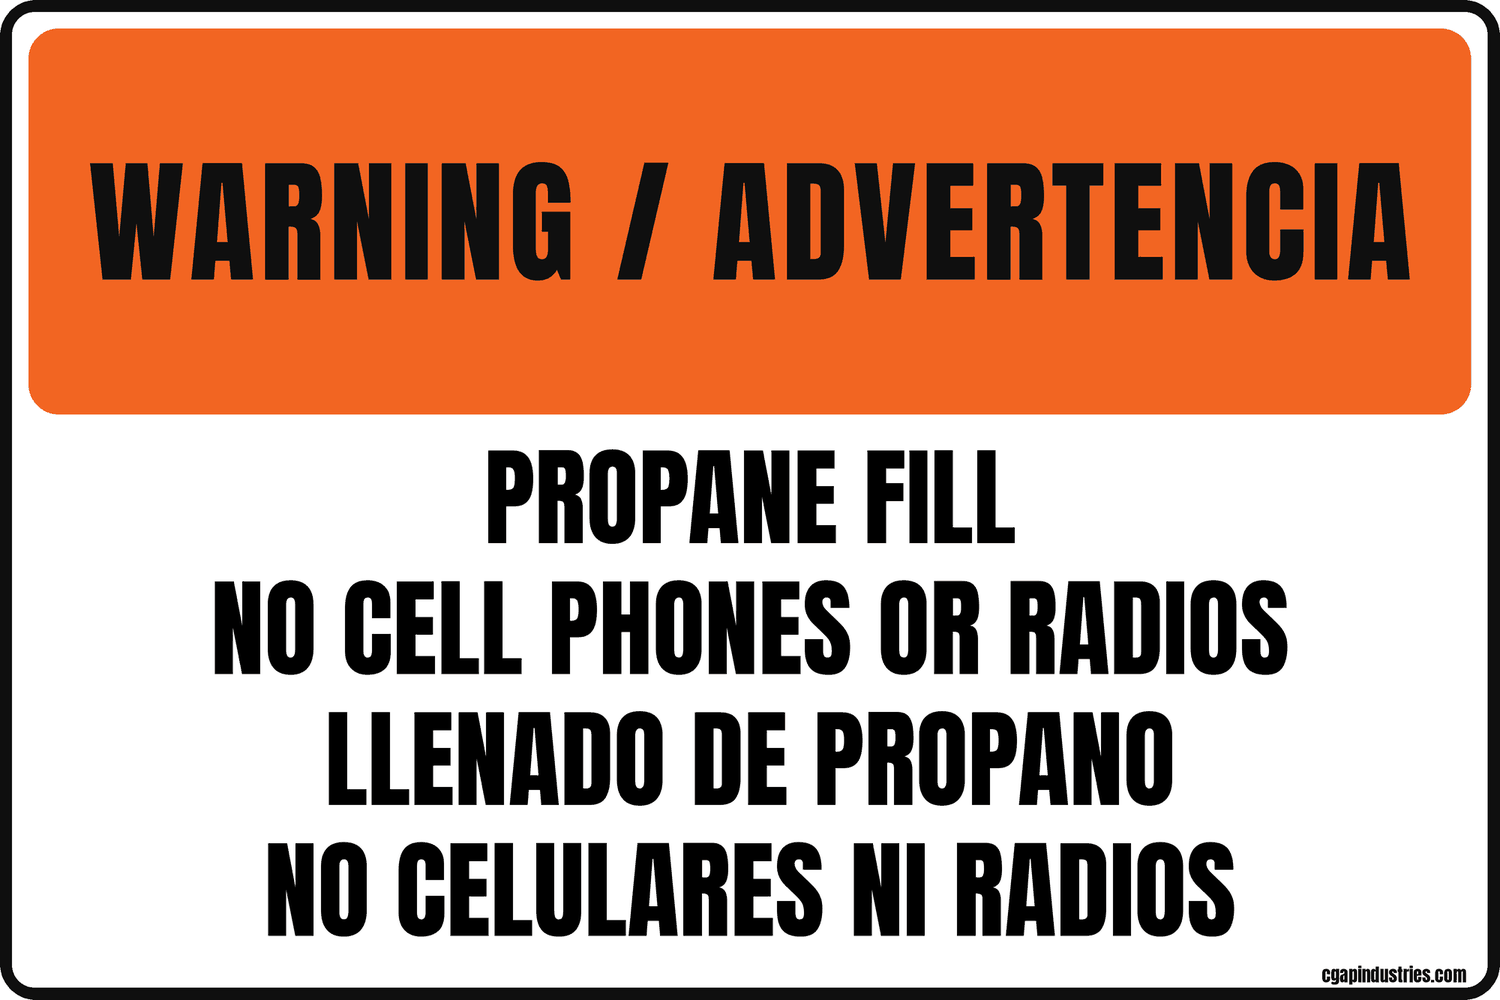 WARNING / ADVERTENCIA
PROPANE FILL
NO CELL PHONES OR RADIOS
LLENADO DE PROPANO
NO CELULARES NI RADIOS
cgapindustries.com